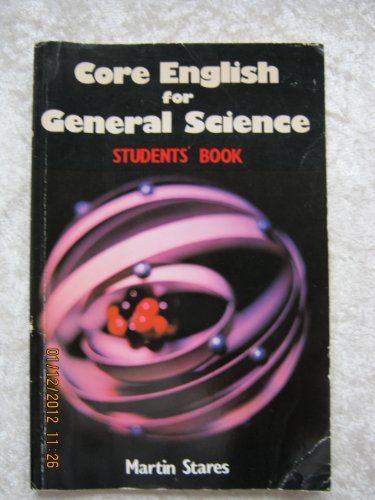 Core English
for
General Science
STUDENTS' BOOK
Martin Stares
01/12/2012 11:26